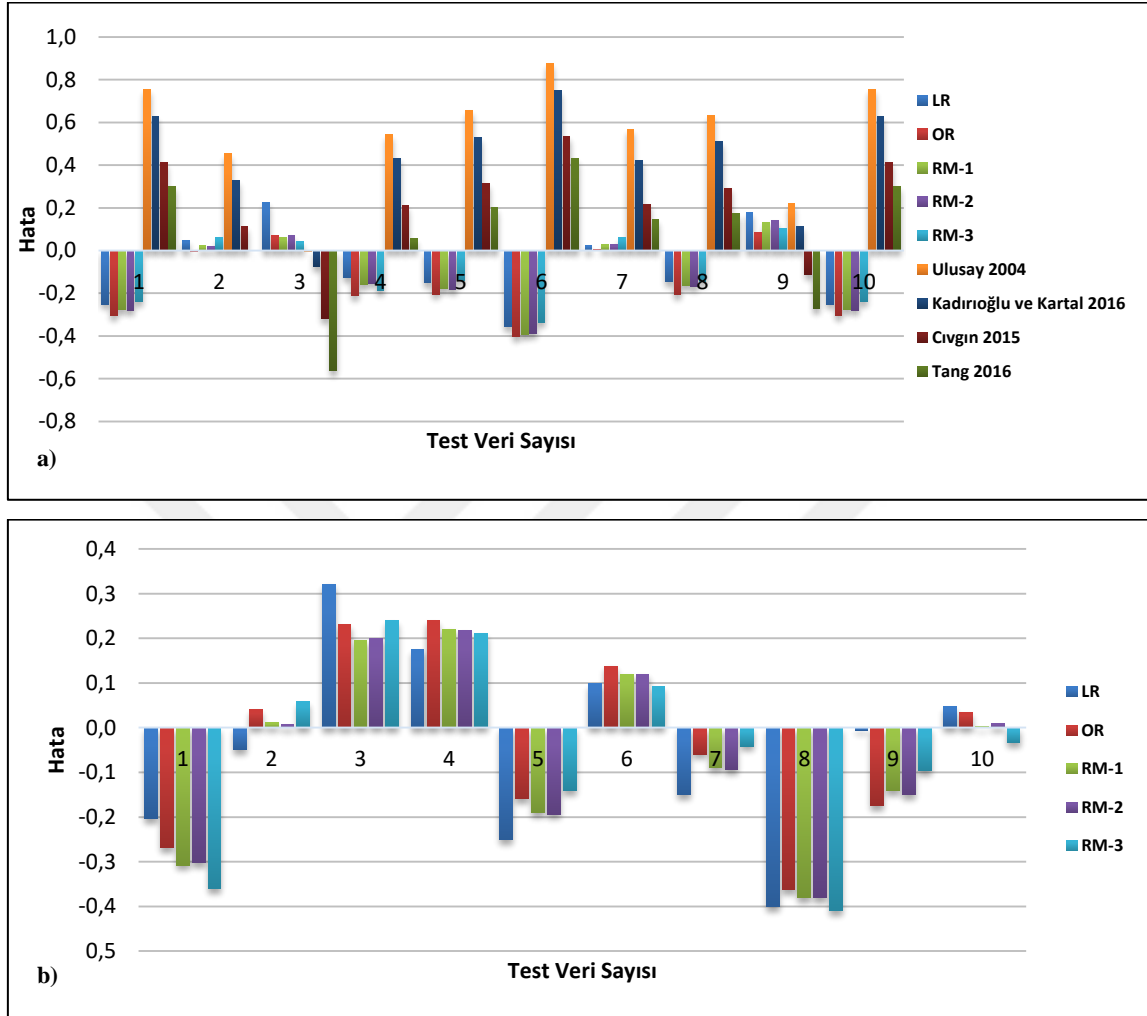 1,0
0,8
0,6
0,4
0,2
0,0
-0,2
-0,4
-0,6
-0,8
Hata
1 2 3 4 5 6 7 8 9 10
Test Veri Sayısı
LR
OR
RM-1
RM-2
RM-3
Ulusay 2004
Kadırıoğlu ve Kartal 2016
Cıvgın 2015
Tang 2016
a)
0,4
0,3
0,2
0,1
0,0
-0,1
-0,2
-0,3
-0,4
0,5
Hata
1 2 3 4 5 6 7 8 9 10
Test Veri Sayısı
LR
OR
RM-1
RM-2
RM-3
b)